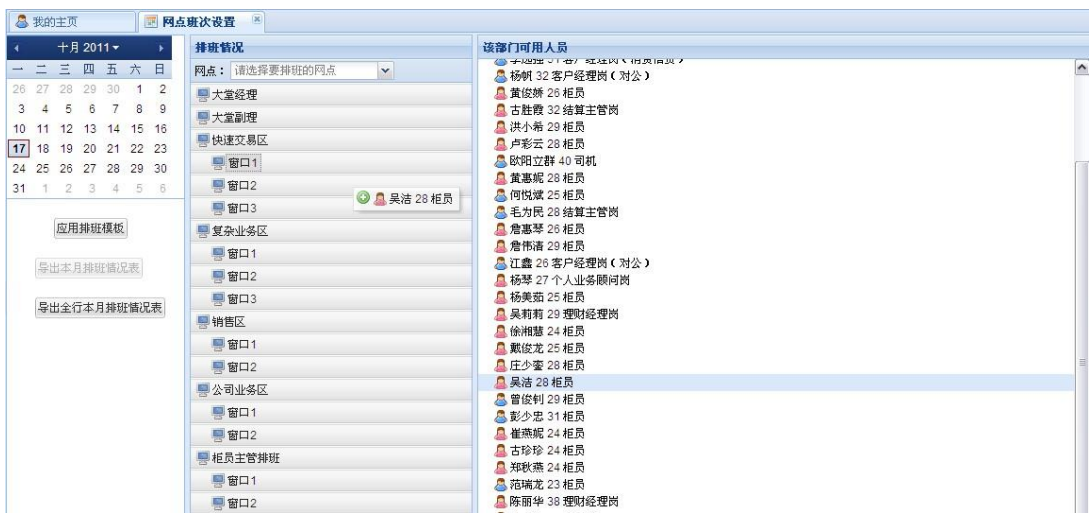 我的主页
网点班次设置
十月 2011
一 二 三 四 五 六 日
26 27 28 29 30 1 2
3 4 5 6 7 8 9
10 11 12 13 14 15 16
17 18 19 20 21 22 23
24 25 26 27 28 29 30
31 1 2 3 4 5 6
应用排班模板
导出本月排班情况表
导出全行本月排班情况表
排班情况
网点： 请选择要排班的网点
大堂经理
大堂副理
快速交易区
窗口1
窗口2
窗口3
吴洁 28 柜员
复杂业务区
窗口1
窗口2
窗口3
销售区
窗口1
窗口2
公司业务区
窗口1
窗口2
柜员主管排班
窗口1
窗口2
该部门可用人员
杨帆 32 客户经理岗（对公）
黄俊娇 26 柜员
古胜霞 32 结算主管岗
洪小希 29 柜员
卢彩云 28 柜员
欧阳立群 40 司机
黄惠妮 28 柜员
何悦斌 25 柜员
毛为民 28 结算主管岗
詹惠琴 26 柜员
詹伟清 29 柜员
江鑫 26 客户经理岗（对公）
杨琴 27 个人业务顾问岗
杨美茹 25 柜员
吴莉莉 29 理财经理岗
徐湘慧 24 柜员
戴俊龙 25 柜员
庄少銮 28 柜员
吴洁 28 柜员
曾俊钊 29 柜员
彭少忠 31 柜员
崔燕妮 24 柜员
古珍珍 24 柜员
郑秋燕 24 柜员
范瑞龙 23 柜员
陈丽华 38 理财经理岗